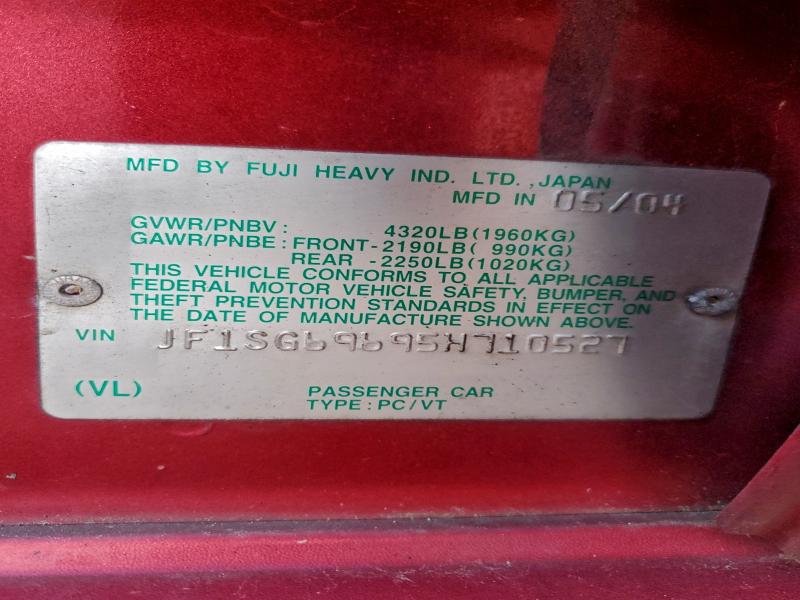 MFD BY FUJI HEAVY IND. LTD., JAPAN
MFD IN 05/04
GVWR/PNBV: 4320LB(1960KG)
GAWR/PNBE: FRONT-2190LB( 990KG)
REAR -2250LB(1020KG)
THIS VEHICLE CONFORMS TO ALL APPLICABLE
FEDERAL MOTOR VEHICLE SAFETY, BUMPER, AND
THEFT PREVENTION STANDARDS IN EFFECT ON
THE DATE OF MANUFACTURE SHOWN ABOVE.
VIN JF1SG69695H710527
(VL) PASSENGER CAR
TYPE: PC/VT